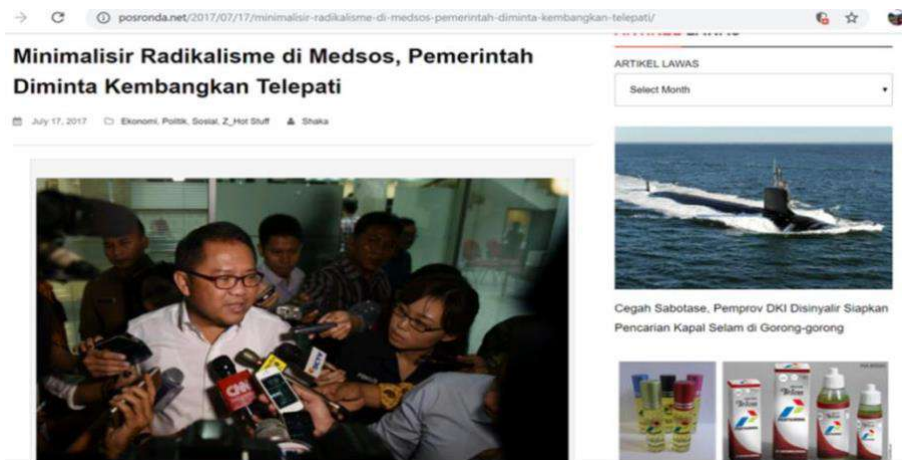 posronda.net/2017/07/17/minimalisir-radikalisme-di-medsos-pemerintah-diminta-kembangkan-telepati/
Minimalisir Radikalisme di Medsos, Pemerintah
Diminta Kembangkan Telepati
July 17, 2017 Ekonomi, Politik, Sosial, Z_Hot Stuff Shaka
CNN
ARTIKEL LAWAS
ARTIKEL LAWAS
Select Month
Cegah Sabotase, Pemprov DKI Disinyalir Siapkan
Pencarian Kapal Selam di Gorong-gorong